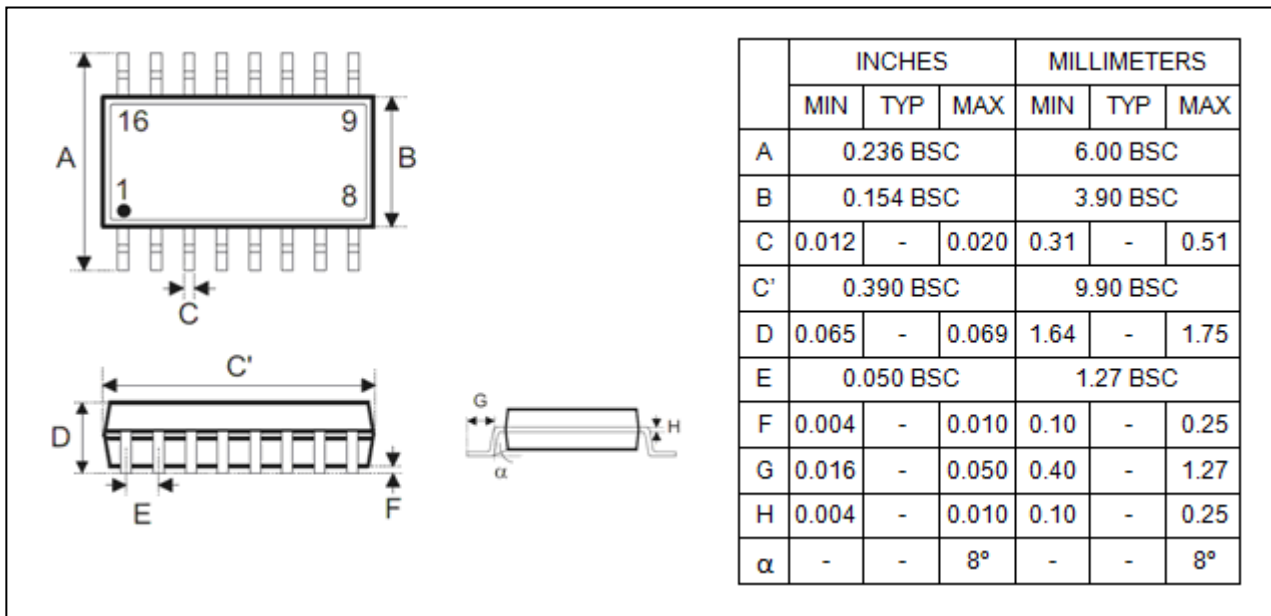 16 9
A B
1 8
C
C'
D
E F
G
H
α
INCHES MILLIMETERS
MIN TYP MAX MIN TYP MAX
A 0.236 BSC 6.00 BSC
B 0.154 BSC 3.90 BSC
C 0.012 - 0.020 0.31 - 0.51
C’ 0.390 BSC 9.90 BSC
D 0.065 - 0.069 1.64 - 1.75
E 0.050 BSC 1.27 BSC
F 0.004 - 0.010 0.10 - 0.25
G 0.016 - 0.050 0.40 - 1.27
H 0.004 - 0.010 0.10 - 0.25
α - - 8º - - 8º